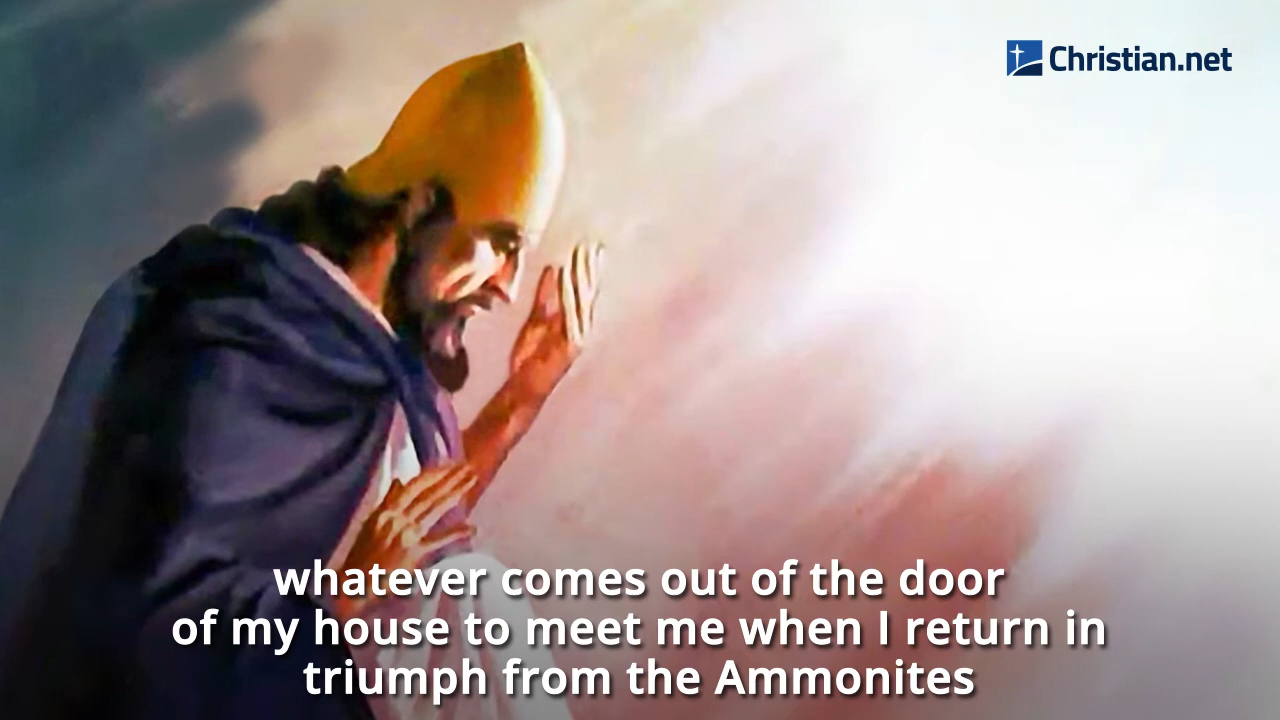 Christian.net
whatever comes out of the door
of my house to meet me when I return in
triumph from the Ammonites